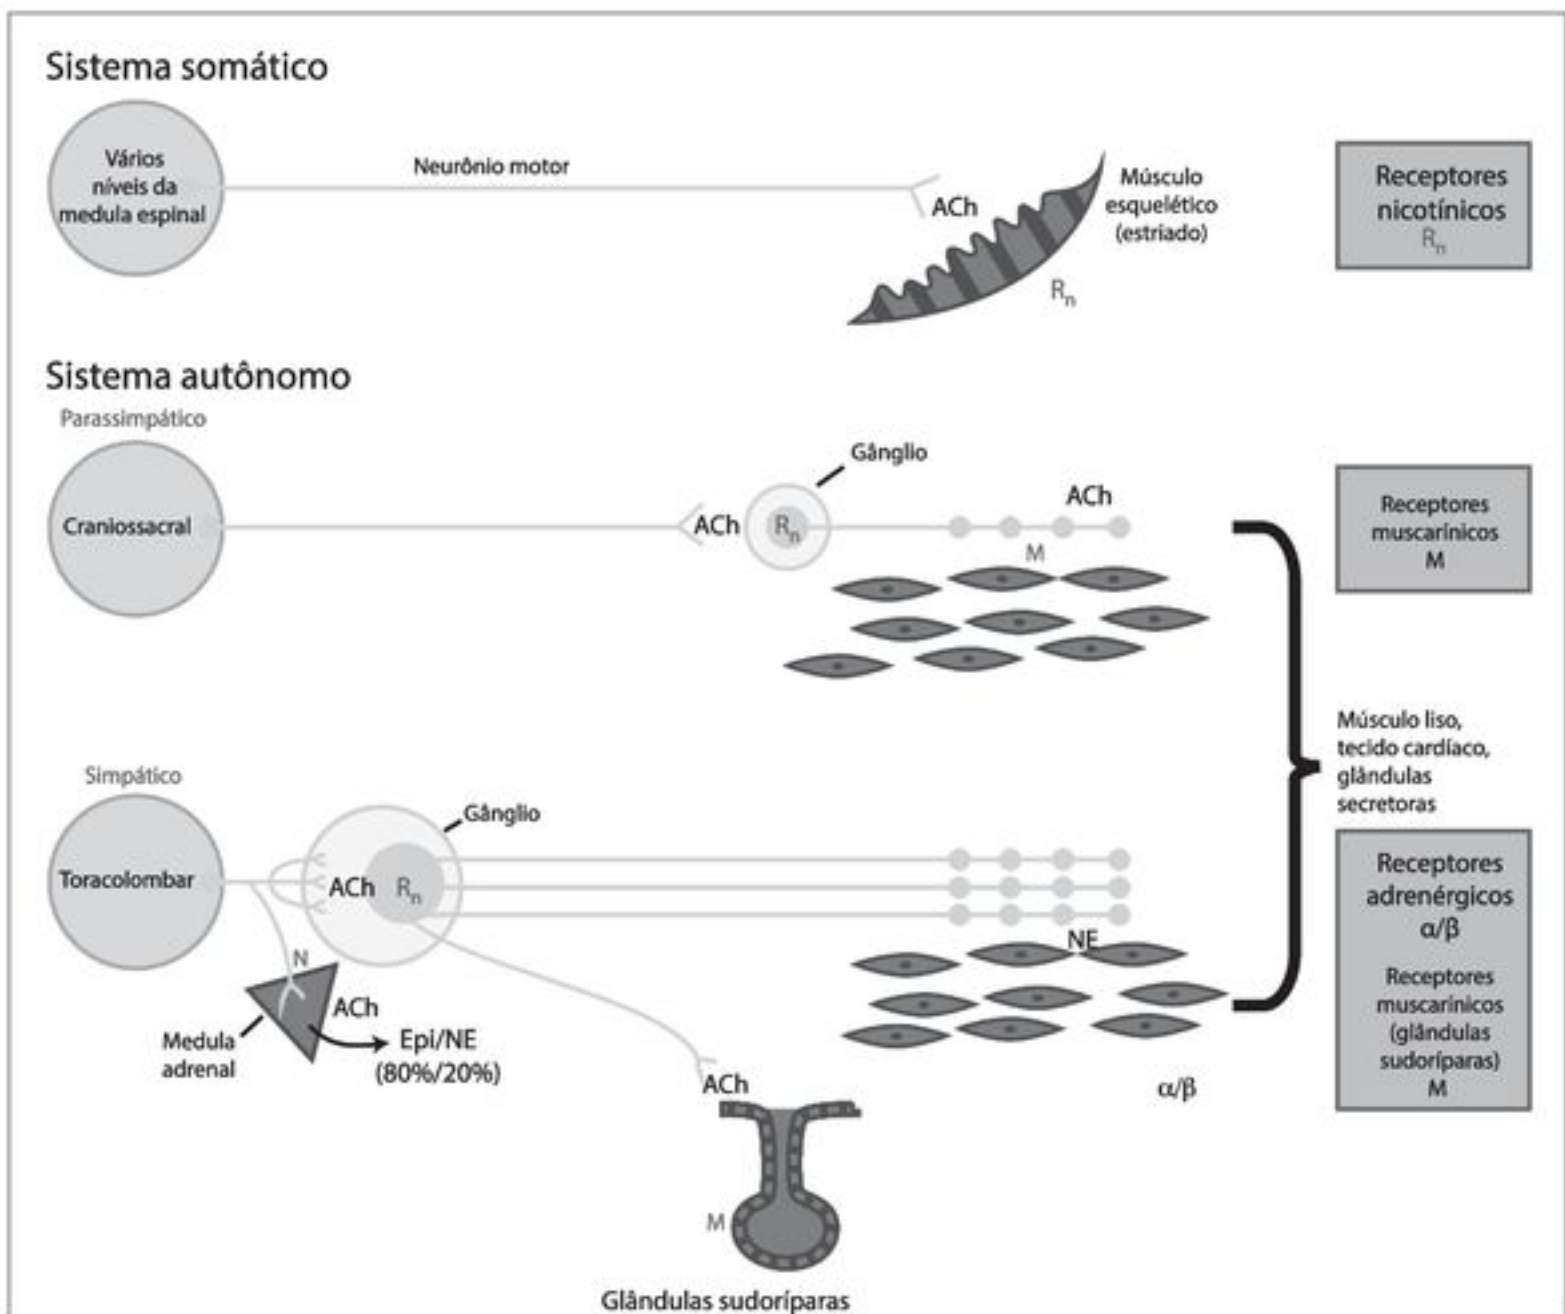 Sistema somático
Vários
níveis da
medula espinal
Neurônio motor
ACh
Músculo
esquelético
(estriado)
Rn
Receptores
nicotínicos
Rn
Sistema autônomo
Parassimpático
Craniossacral
ACh
Rn
Gânglio
ACh
M
Receptores
muscarínicos
M
Músculo liso,
tecido cardíaco,
glândulas
secretoras
Simpático
Toracolombar
Gânglio
ACh
Rn
N
ACh
Medula
adrenal
Epi/NE
(80%/20%)
NE
α/β
ACh
M
Glândulas sudoríparas
Receptores
adrenérgicos
α/β
Receptores
muscarínicos
(glândulas
sudoríparas)
M